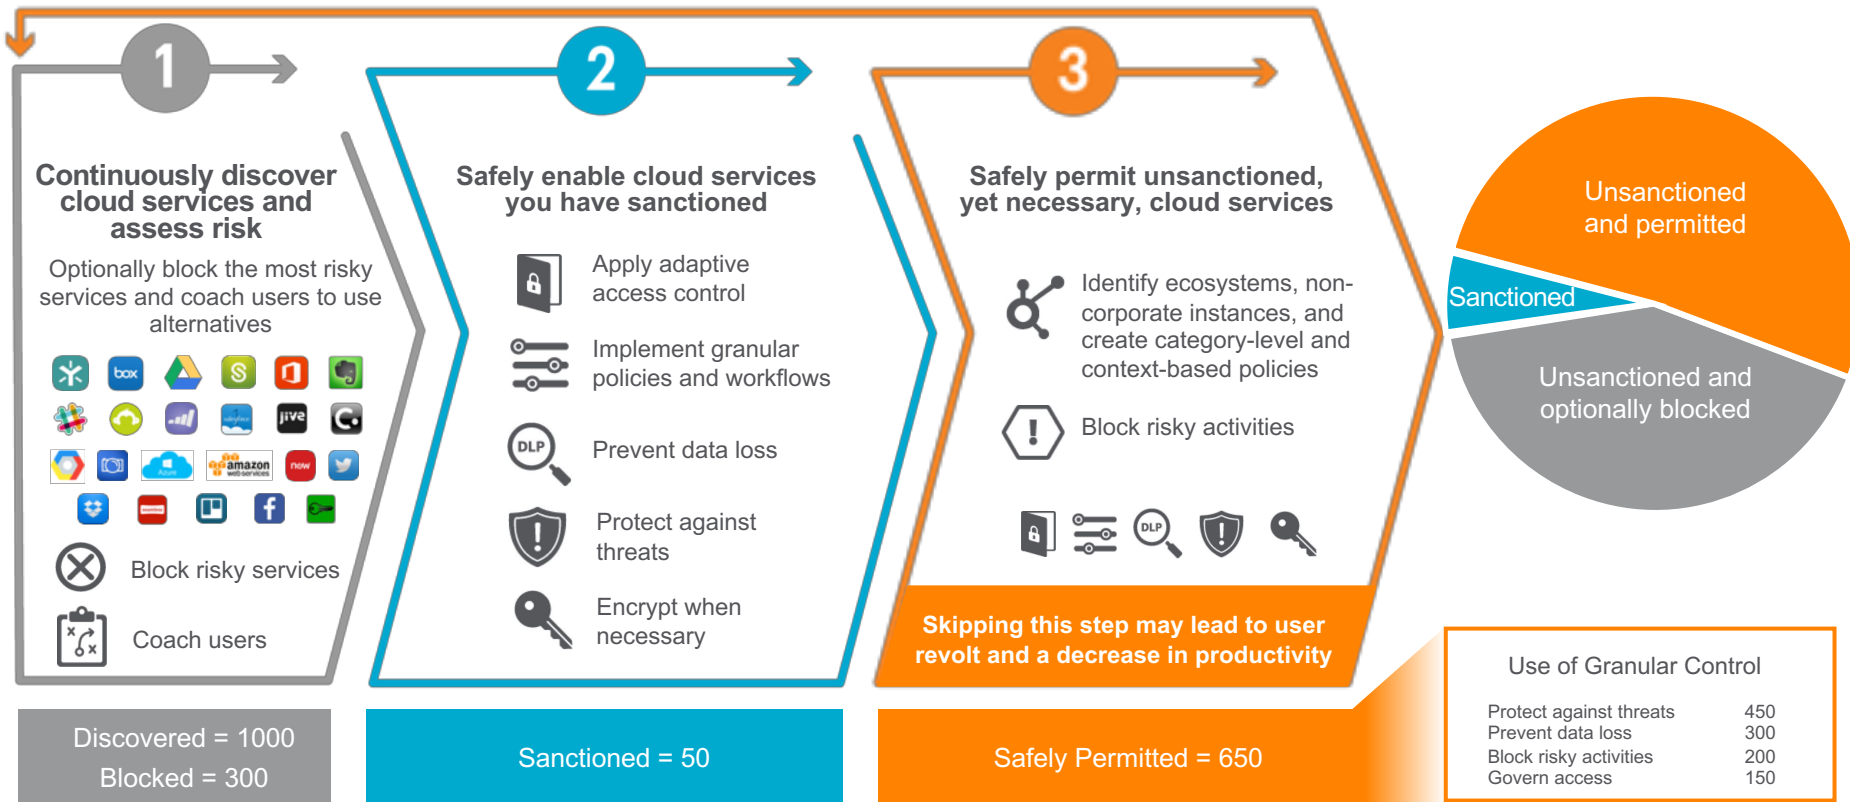 1
Continuously discover
cloud services and
assess risk
Optionally block the most risky
services and coach users to use
alternatives
box
jive
Azure
amazon
web services
now
Block risky services
Coach users
Discovered = 1000
Blocked = 300
2
Safely enable cloud services
you have sanctioned
Apply adaptive
access control
Implement granular
policies and workflows
DLP
Prevent data loss
Protect against
threats
Encrypt when
necessary
Sanctioned = 50
3
Safely permit unsanctioned,
yet necessary, cloud services
Identify ecosystems, non-
corporate instances, and
create category-level and
context-based policies
Block risky activities
DLP
Skipping this step may lead to user
revolt and a decrease in productivity
Safely Permitted = 650
Unsanctioned
and permitted
Sanctioned
Unsanctioned and
optionally blocked
Use of Granular Control
Protect against threats 450
Prevent data loss 300
Block risky activities 200
Govern access 150